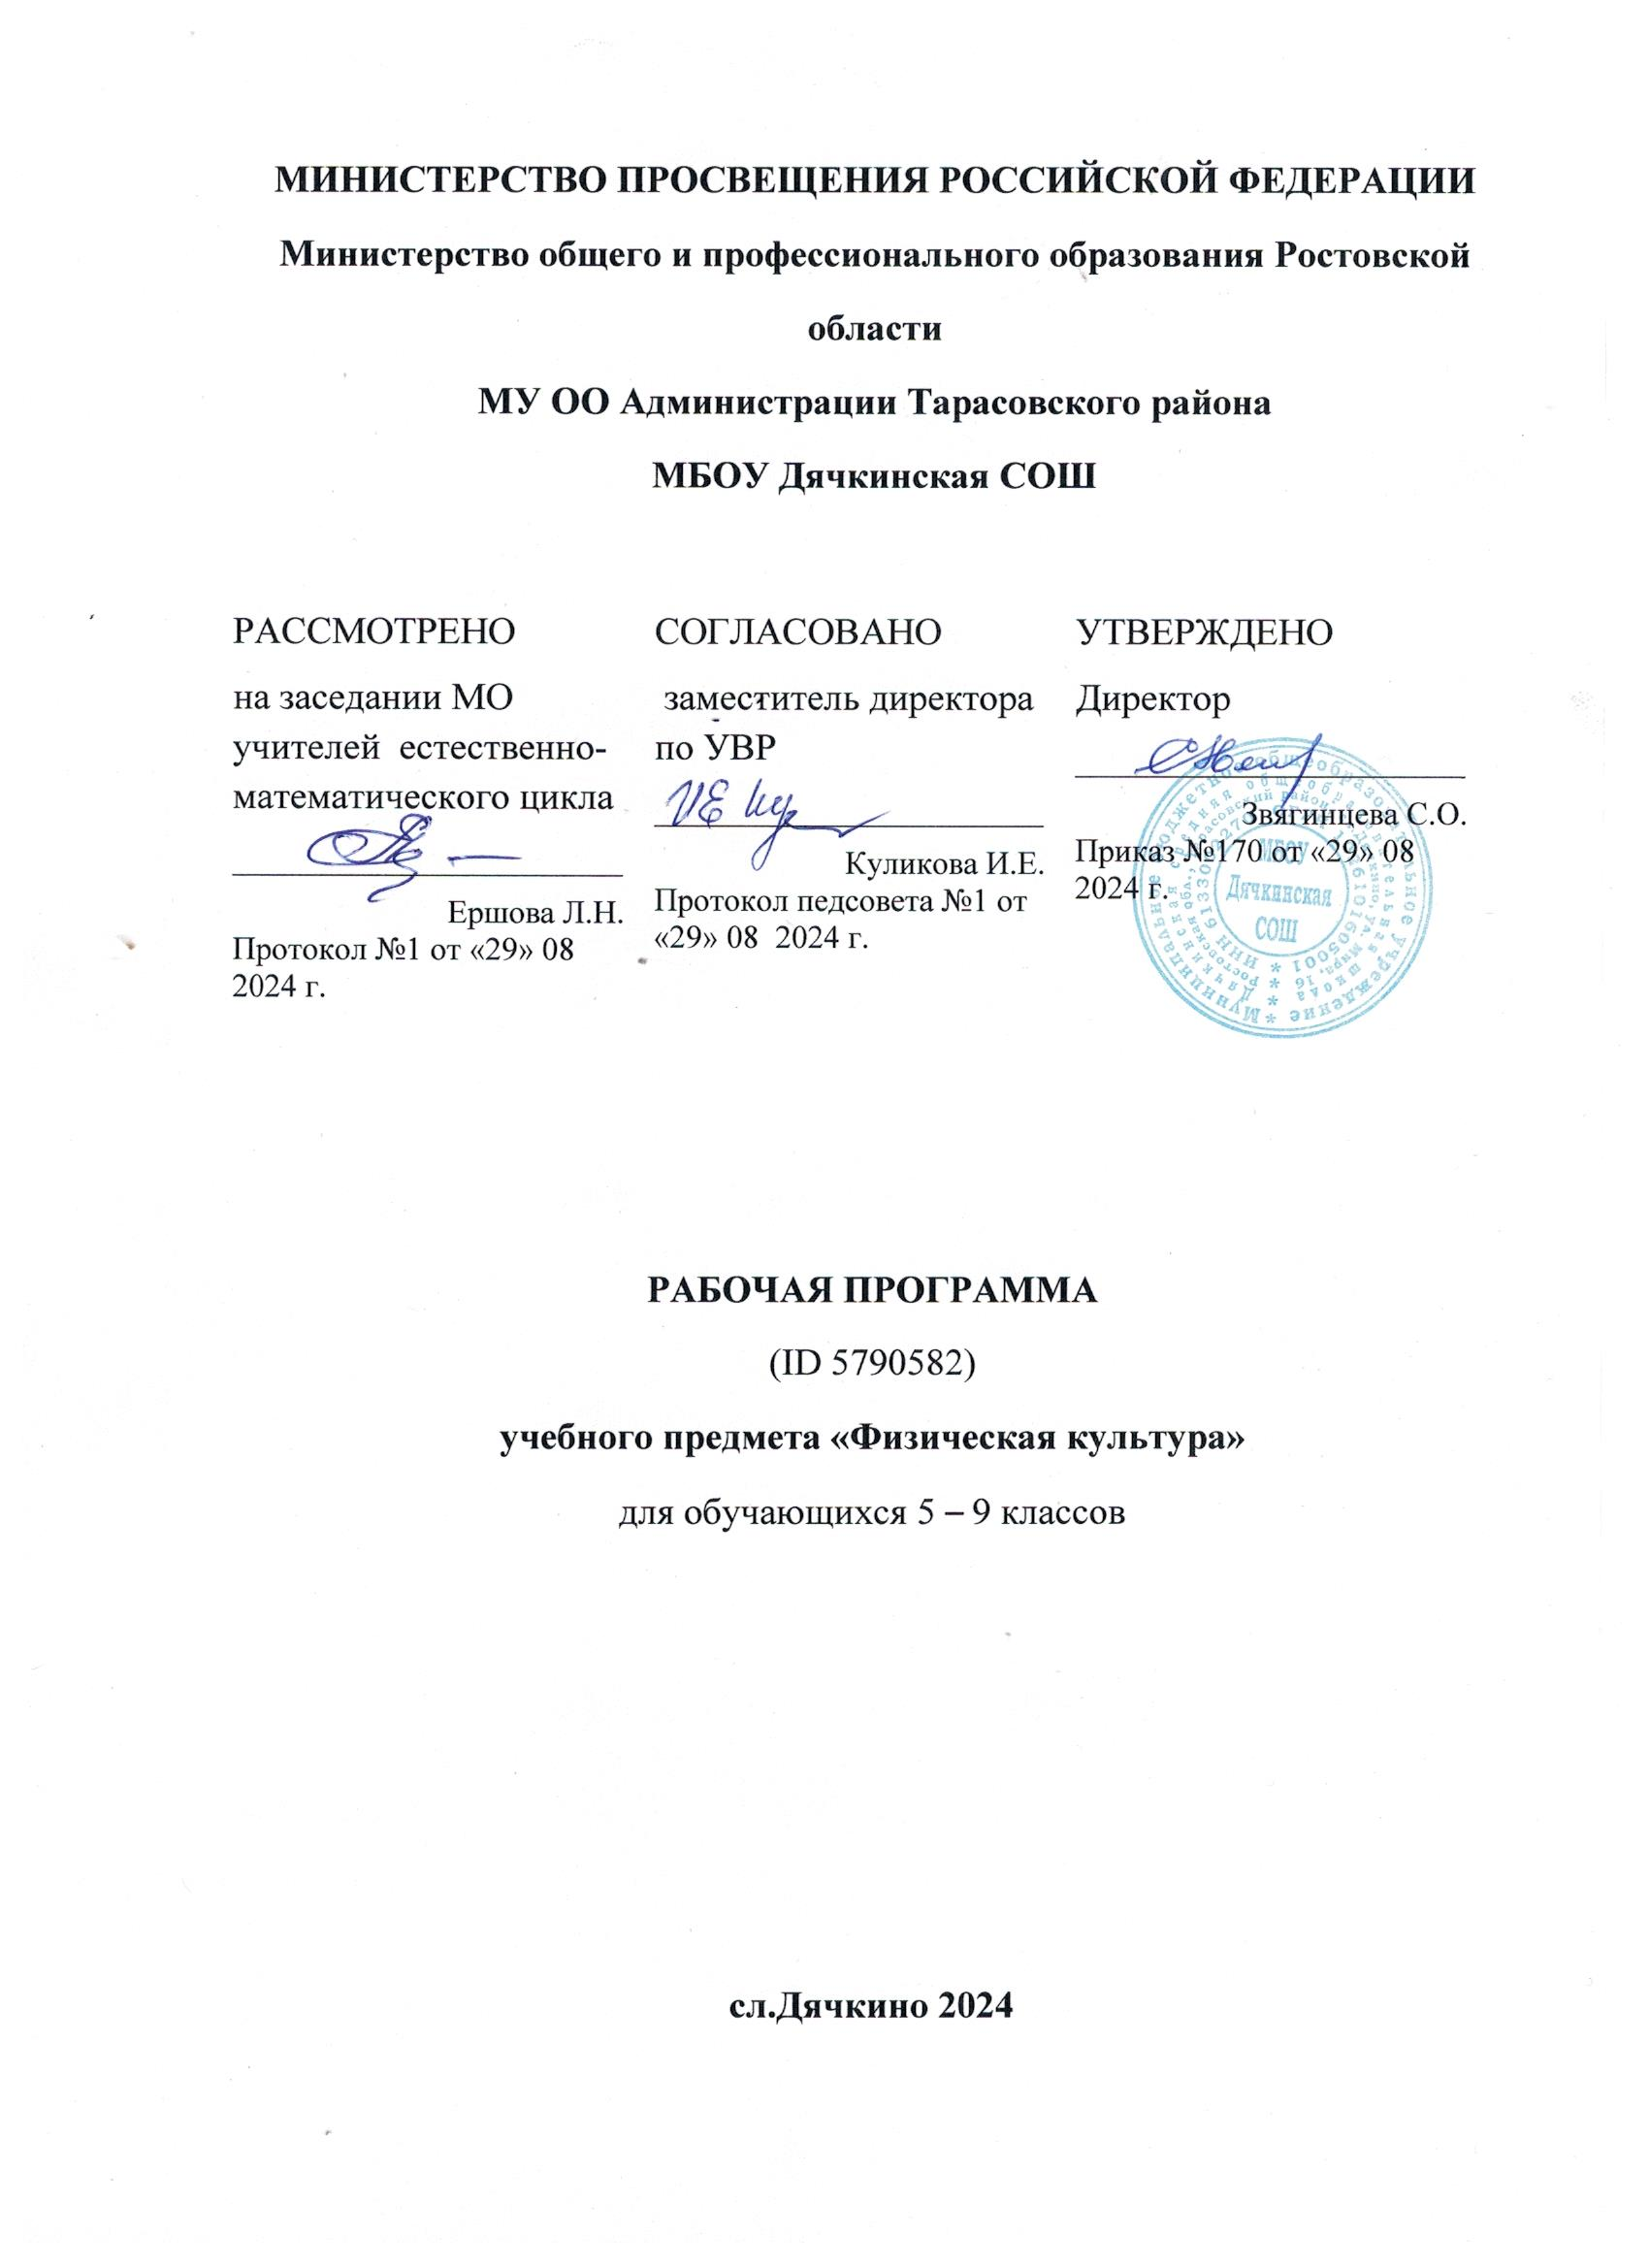 МИНИСТЕРСТВО ПРОСВЕЩЕНИЯ РОССИЙСКОЙ ФЕДЕРАЦИИ
Министерство общего и профессионального образования Ростовской
области
МУ ОО Администрации Тарасовского района
МБОУ Дячкинская СОШ
РАССМОТРЕНО
на заседании МО
учителей  естественно-
математического цикла
Ершова Л.Н.
Протокол №1 от «29» 08
2024 г.
СОГЛАСОВАНО
заместитель директора
по УВР
Куликова И.Е.
Протокол педсовета №1 от
«29» 08  2024 г.
УТВЕРЖДЕНО
Директор
Звягинцева С.О.
Приказ №170 от «29» 08
2024 г.
МБОУ
Дячкинская
СОШ
РАБОЧАЯ ПРОГРАММА
(ID 5790582)
учебного предмета «Физическая культура»
для обучающихся 5 – 9 классов
сл.Дячкино 2024